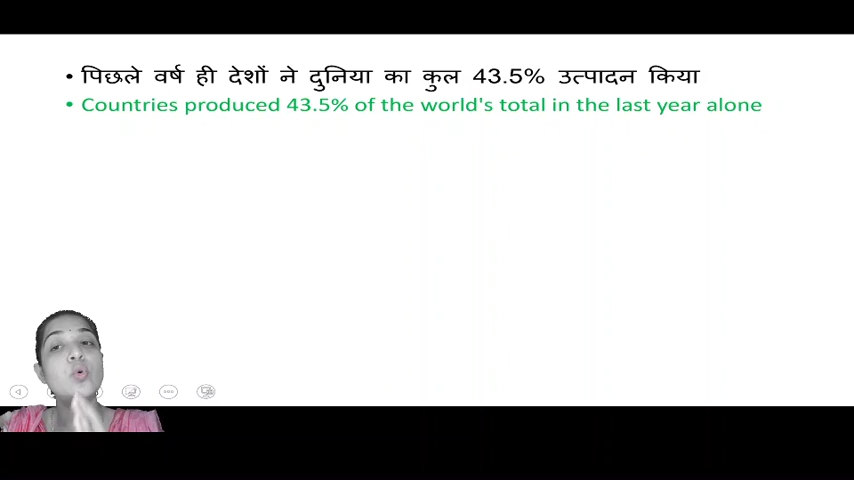 • पिछले वर्ष ही देशों ने दुनिया का कुल 43.5% उत्पादन किया
• Countries produced 43.5% of the world's total in the last year alone